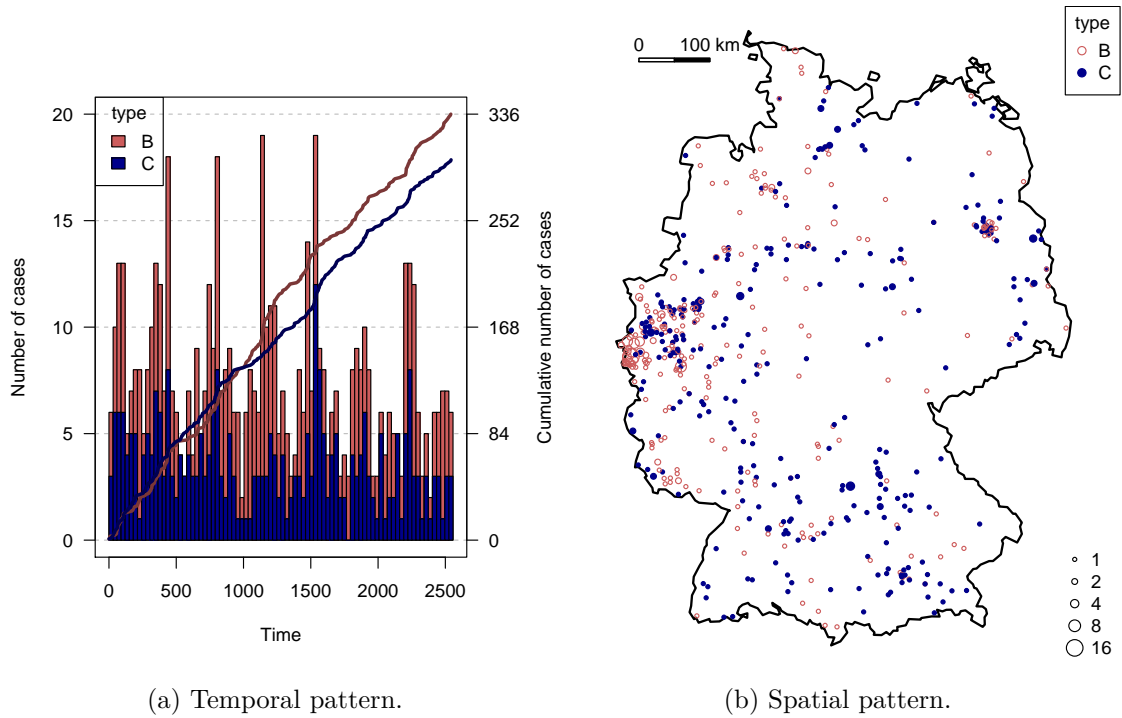 type
B
C
Number of cases
0
5
10
15
20
Cumulative number of cases
0
84
168
252
336
0 500 1000 1500 2000 2500
Time
(a) Temporal pattern.
0 100 km
type
B
C
1
2
4
8
16
(b) Spatial pattern.